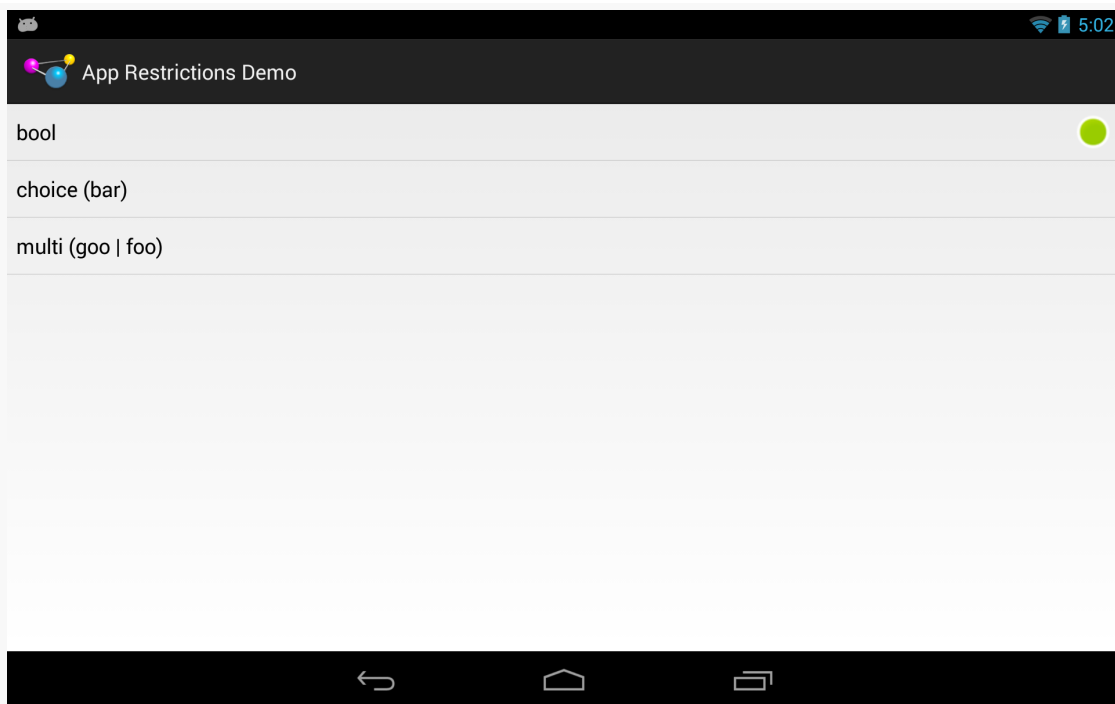 5:02
App Restrictions Demo
bool
choice (bar)
multi (goo | foo)